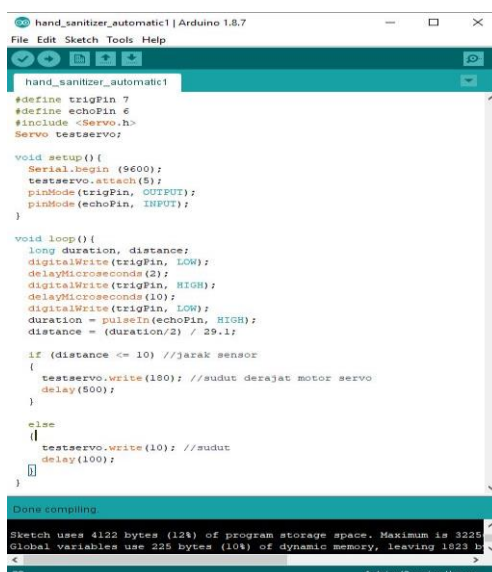 hand_sanitizer_automatic1 | Arduino 1.8.7
File Edit Sketch Tools Help
hand_sanitizer_automatic1
#define trigPin 7
#define echoPin 6
#include <Servo.h>
Servo testservo;
void setup(){
Serial.begin (9600);
testservo.attach(5);
pinMode(trigPin, OUTPUT);
pinMode(echoPin, INPUT);
}
void loop(){
long duration, distance;
digitalWrite(trigPin, LOW);
delayMicroseconds(2);
digitalWrite(trigPin, HIGH);
delayMicroseconds(10);
digitalWrite(trigPin, LOW);
duration = pulseIn(echoPin, HIGH);
distance = (duration/2) / 29.1;
if (distance <= 10) //jarak sensor
{
testservo.write(180); //sudut derajat motor servo
delay(500);
}
else
{
testservo.write(10); //sudut
delay(100);
}
}
Done compiling.
Sketch uses 4122 bytes (12%) of program storage space. Maximum is 3225
Global variables use 225 bytes (10%) of dynamic memory, leaving 1823 b